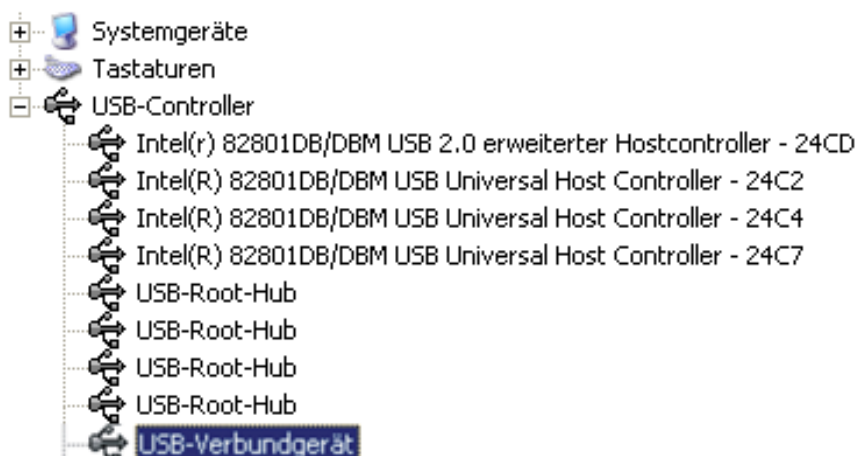 Systemgeräte
Tastaturen
USB-Controller
Intel(r) 82801DB/DBM USB 2.0 erweiterter Hostcontroller - 24CD
Intel(R) 82801DB/DBM USB Universal Host Controller - 24C2
Intel(R) 82801DB/DBM USB Universal Host Controller - 24C4
Intel(R) 82801DB/DBM USB Universal Host Controller - 24C7
USB-Root-Hub
USB-Root-Hub
USB-Root-Hub
USB-Root-Hub
USB-Verbundgerät